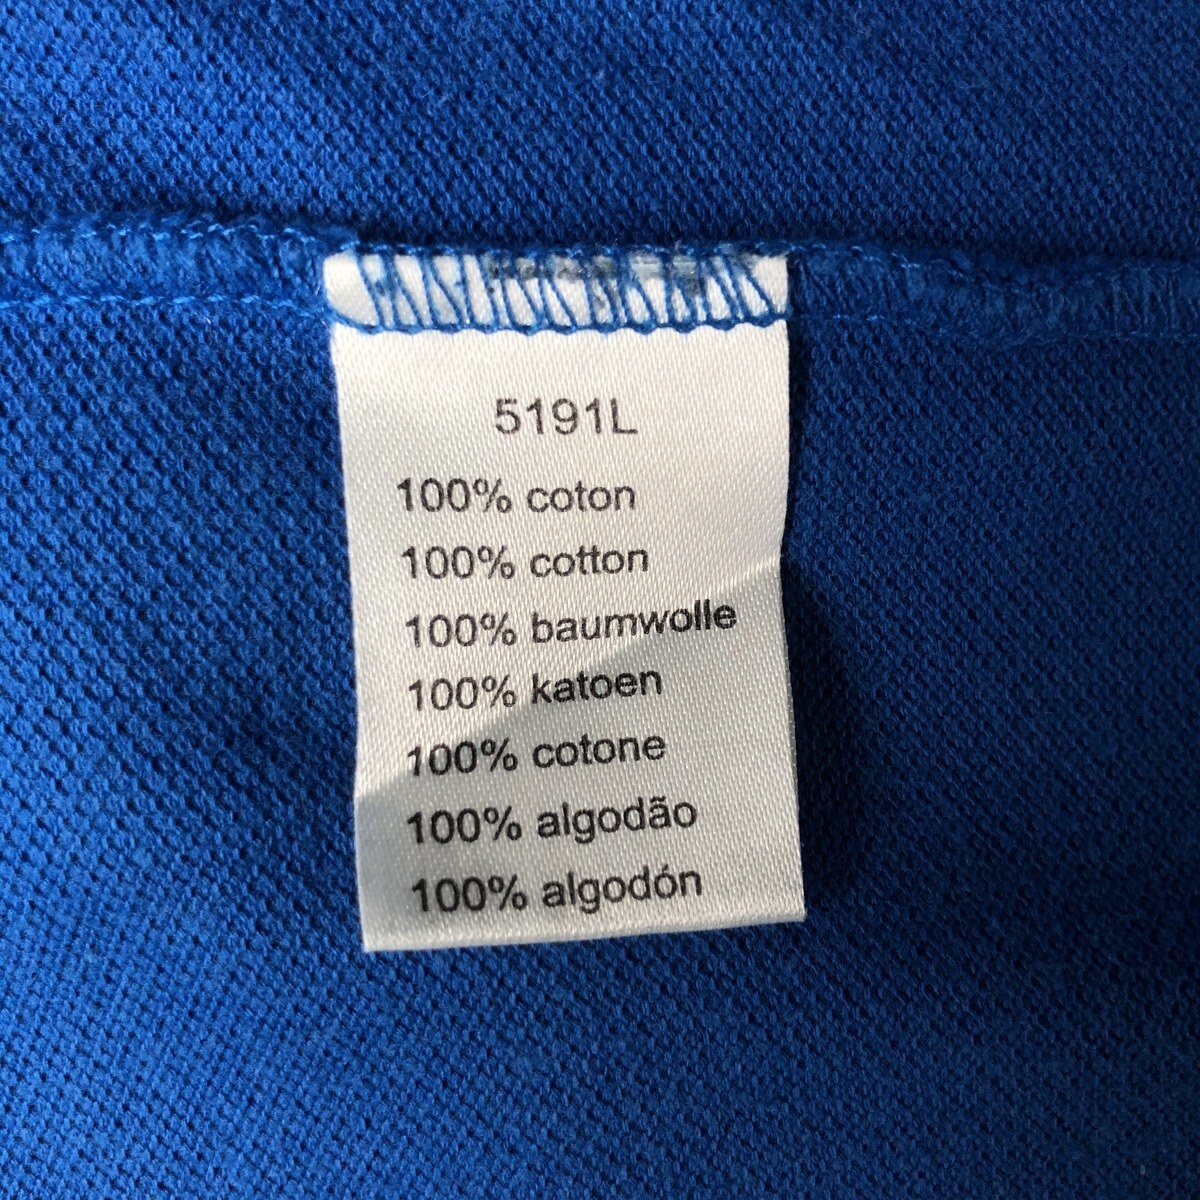 5191L
100% coton
100% cotton
100% baumwolle
100% katoen
100% cotone
100% algodão
100% algodón